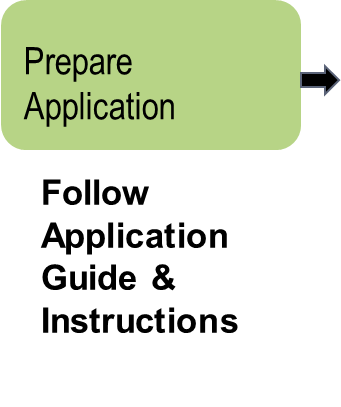 Prepare
Application
Follow
Application
Guide &
Instructions